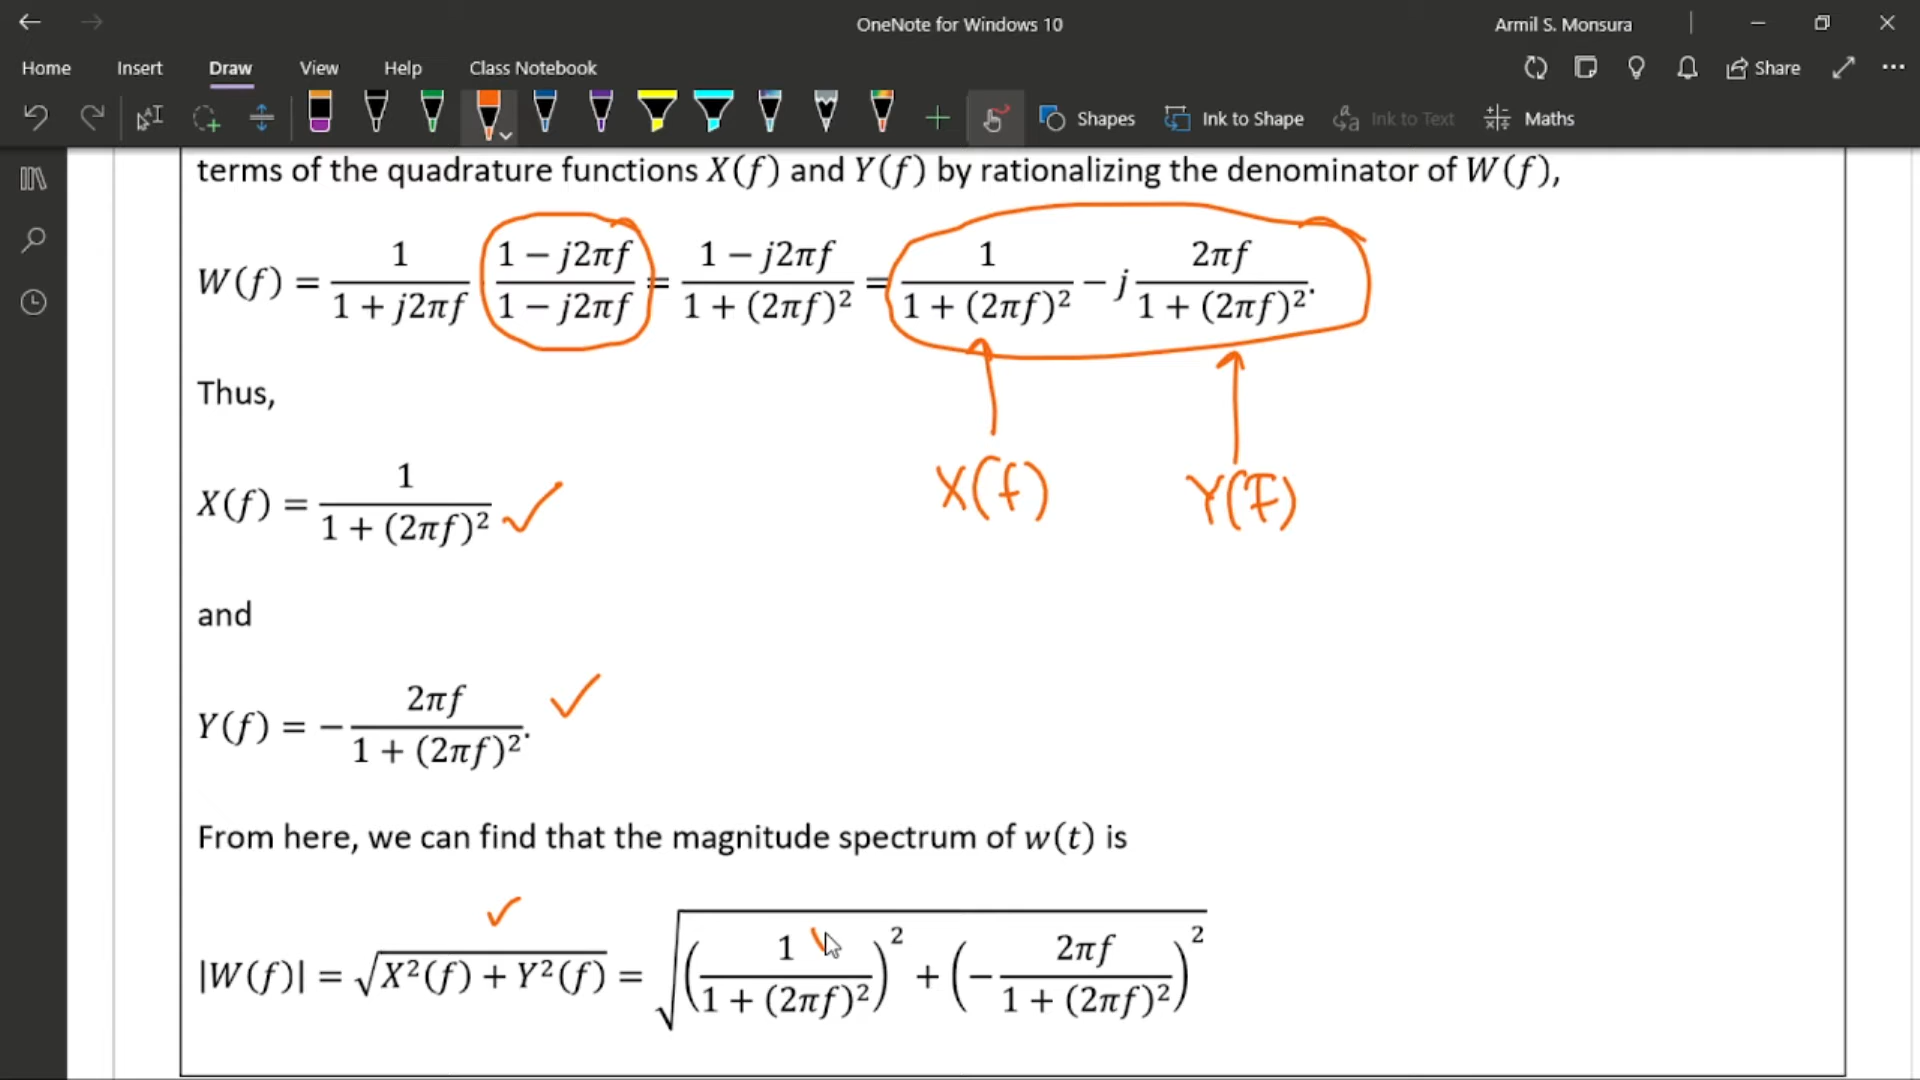 OneNote for Windows 10
Armil S. Monsura
Home Insert Draw View Help Class Notebook
Share
Shapes Ink to Shape Ink to Text Maths
terms of the quadrature functions X(f) and Y(f) by rationalizing the denominator of W(f),
W(f) = 1/(1 + j2πf) (1 − j2πf)/(1 − j2πf) = (1 − j2πf)/(1 + (2πf)²) = 1/(1 + (2πf)²) − j 2πf/(1 + (2πf)²).
Thus,
X(f) = 1/(1 + (2πf)²)
X(f) Y(F)
and
Y(f) = − 2πf/(1 + (2πf)²).
From here, we can find that the magnitude spectrum of w(t) is
|W(f)| = √(X²(f) + Y²(f)) = √((1/(1 + (2πf)²))² + (− 2πf/(1 + (2πf)²))²)